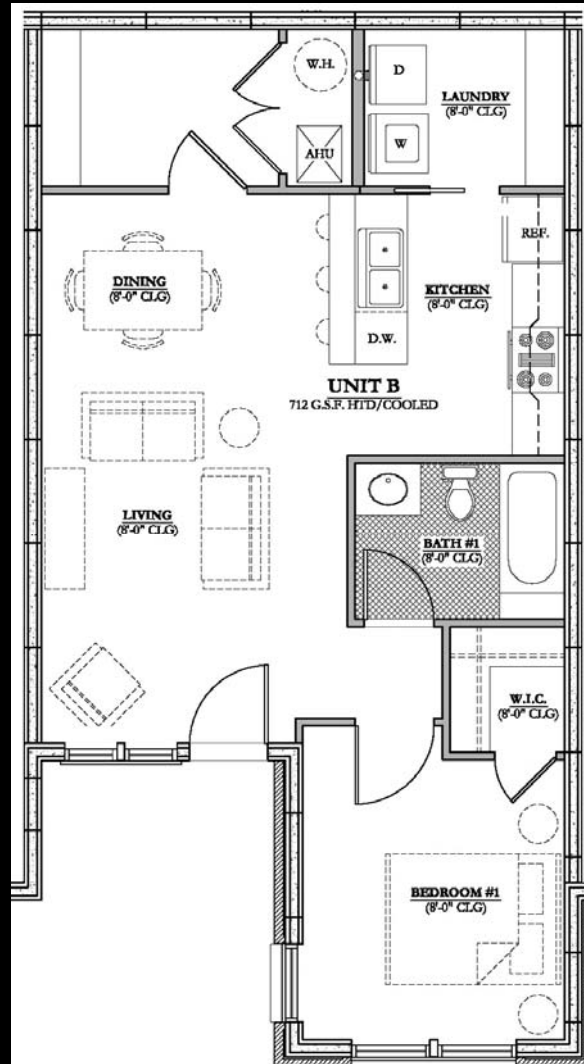 W.H.
D
LAUNDRY
(8'-0" CLG)
AHU
W
REF.
DINING
(8'-0" CLG)
KITCHEN
(8'-0" CLG)
D.W.
UNIT B
712 G.S.F. HTD/COOLED
LIVING
(8'-0" CLG)
BATH #1
(8'-0" CLG)
W.I.C.
(8'-0" CLG)
BEDROOM #1
(8'-0" CLG)